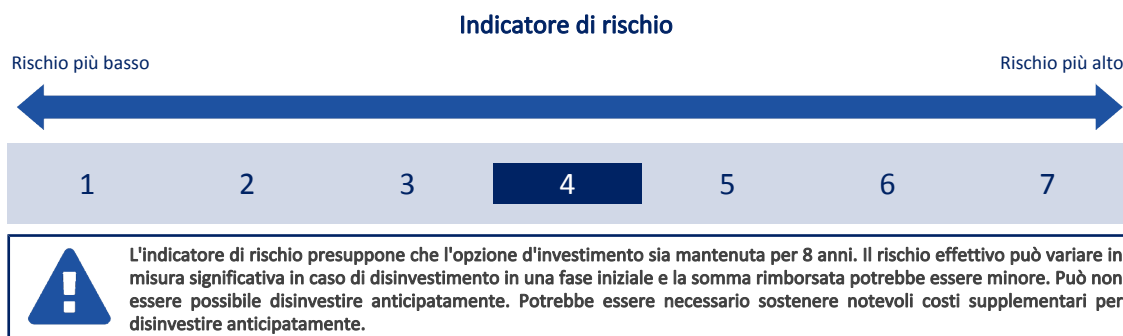 Indicatore di rischio
Rischio più basso
Rischio più alto
1 2 3 4 5 6 7
L'indicatore di rischio presuppone che l'opzione d'investimento sia mantenuta per 8 anni. Il rischio effettivo può variare in
misura significativa in caso di disinvestimento in una fase iniziale e la somma rimborsata potrebbe essere minore. Può non
essere possibile disinvestire anticipatamente. Potrebbe essere necessario sostenere notevoli costi supplementari per
disinvestire anticipatamente.